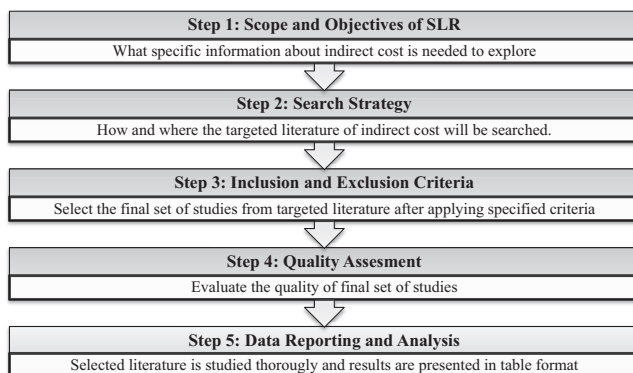 Step 1: Scope and Objectives of SLR
What specific information about indirect cost is needed to explore
Step 2: Search Strategy
How and where the targeted literature of indirect cost will be searched.
Step 3: Inclusion and Exclusion Criteria
Select the final set of studies from targeted literature after applying specified criteria
Step 4: Quality Assesment
Evaluate the quality of final set of studies
Step 5: Data Reporting and Analysis
Selected literature is studied thorougly and results are presented in table format